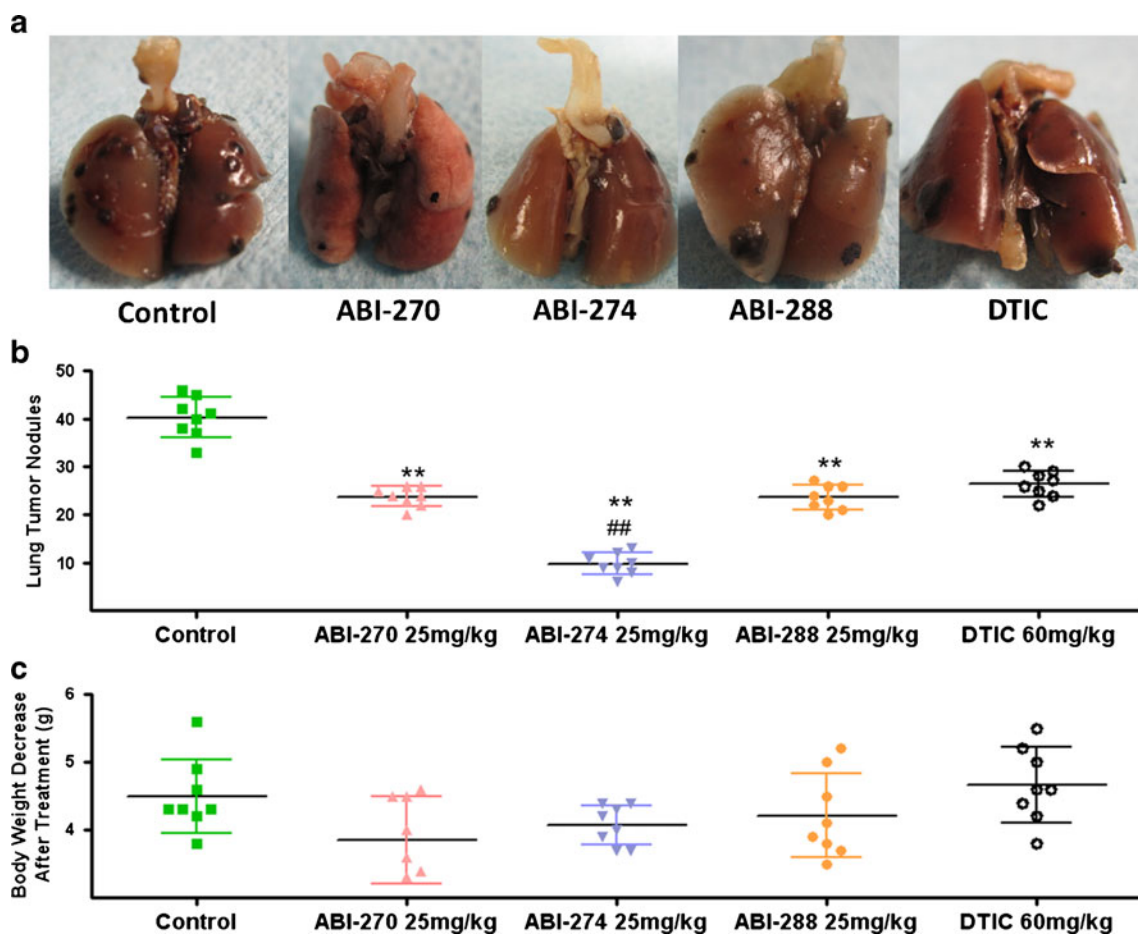 a
Control ABI-270 ABI-274 ABI-288 DTIC
b
Lung Tumor Nodules
50
40
30
20
10
** ** ** **
##
Control ABI-270 25mg/kg ABI-274 25mg/kg ABI-288 25mg/kg DTIC 60mg/kg
c
Body Weight Decrease
After Treatment (g)
6
5
4
Control ABI-270 25mg/kg ABI-274 25mg/kg ABI-288 25mg/kg DTIC 60mg/kg